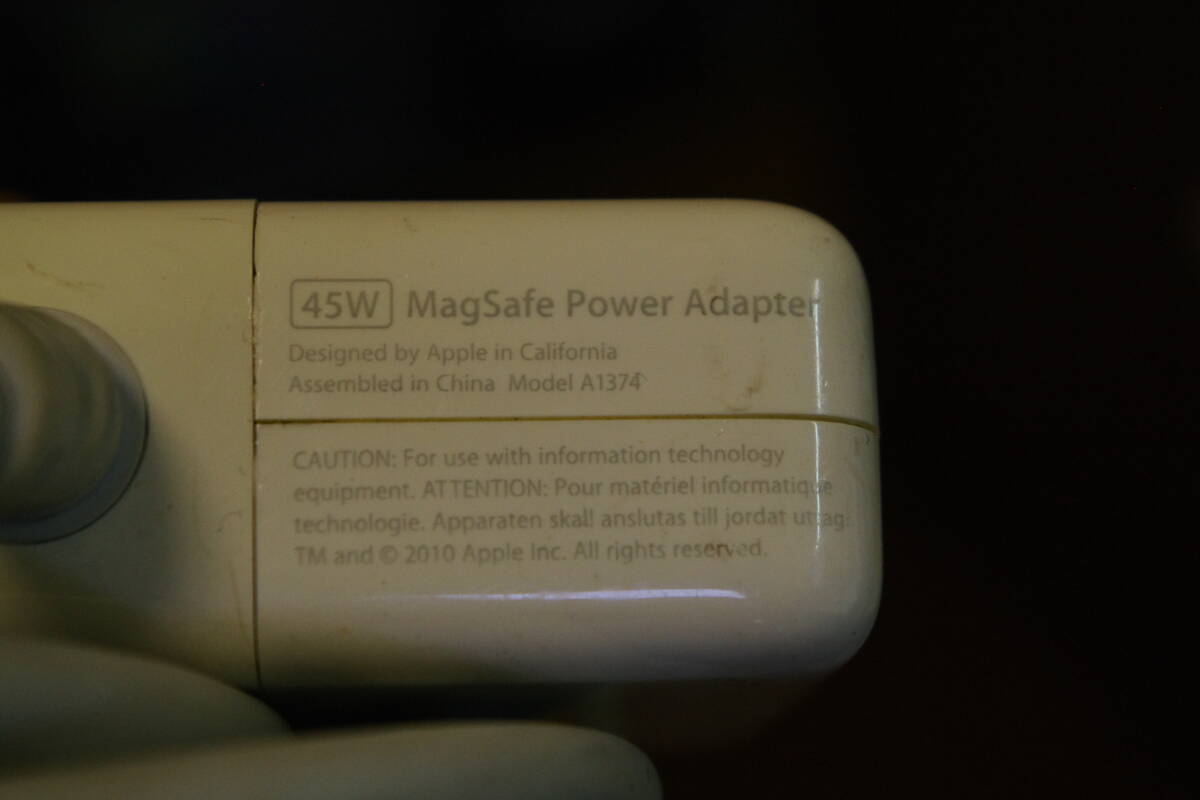 45W MagSafe Power Adapter
Designed by Apple in California
Assembled in China Model A1374
CAUTION: For use with information technology
equipment. ATTENTION: Pour matériel informatique
technologie. Apparaten skall anslutas till jordat uttag.
TM and © 2010 Apple Inc. All rights reserved.